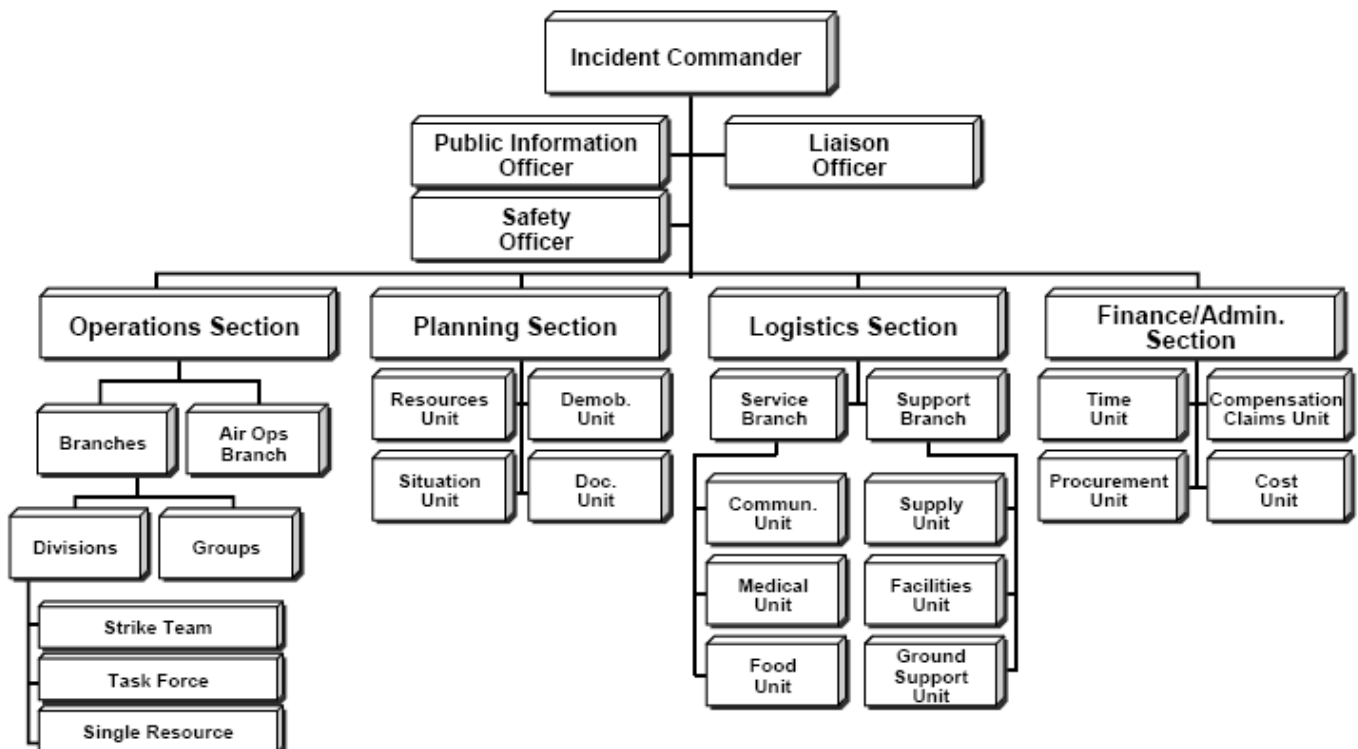 Incident Commander
Public Information
Officer
Liaison
Officer
Safety
Officer
Operations Section
Planning Section
Logistics Section
Finance/Admin.
Section
Branches
Air Ops
Branch
Divisions
Groups
Strike Team
Task Force
Single Resource
Resources
Unit
Demob.
Unit
Situation
Unit
Doc.
Unit
Service
Branch
Support
Branch
Commun.
Unit
Supply
Unit
Medical
Unit
Facilities
Unit
Food
Unit
Ground
Support
Unit
Time
Unit
Compensation
Claims Unit
Procurement
Unit
Cost
Unit